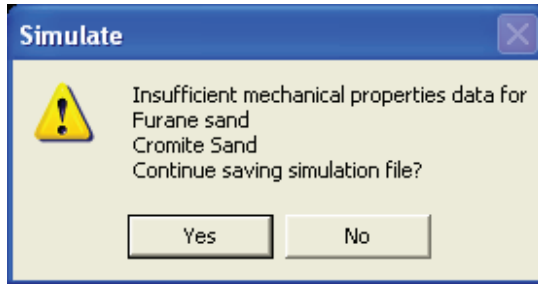 Simulate
Insufficient mechanical properties data for
Furane sand
Cromite Sand
Continue saving simulation file?
Yes
No